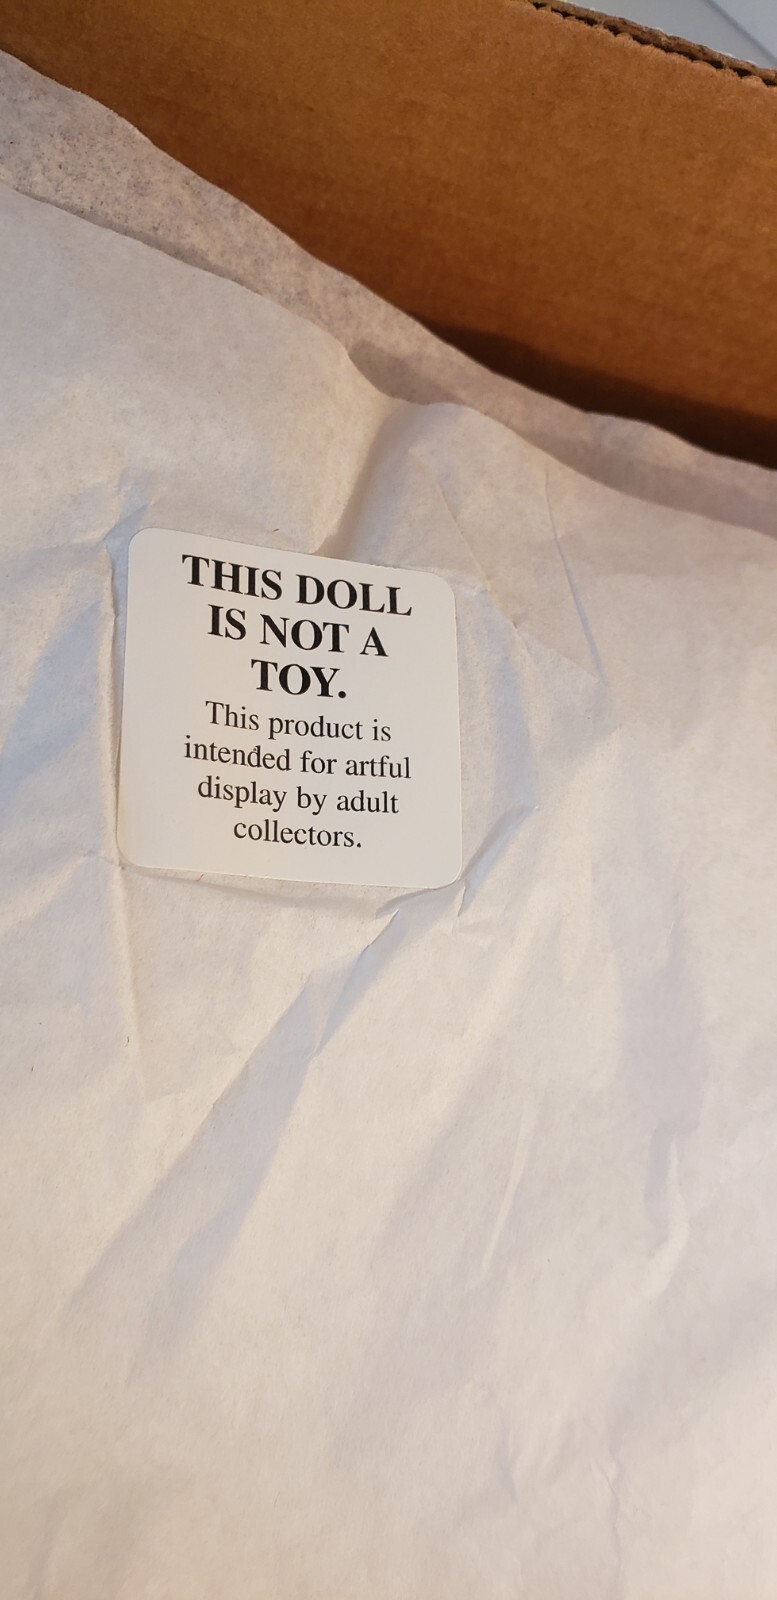 THIS DOLL
IS NOT A
TOY.
This product is
intended for artful
display by adult
collectors.